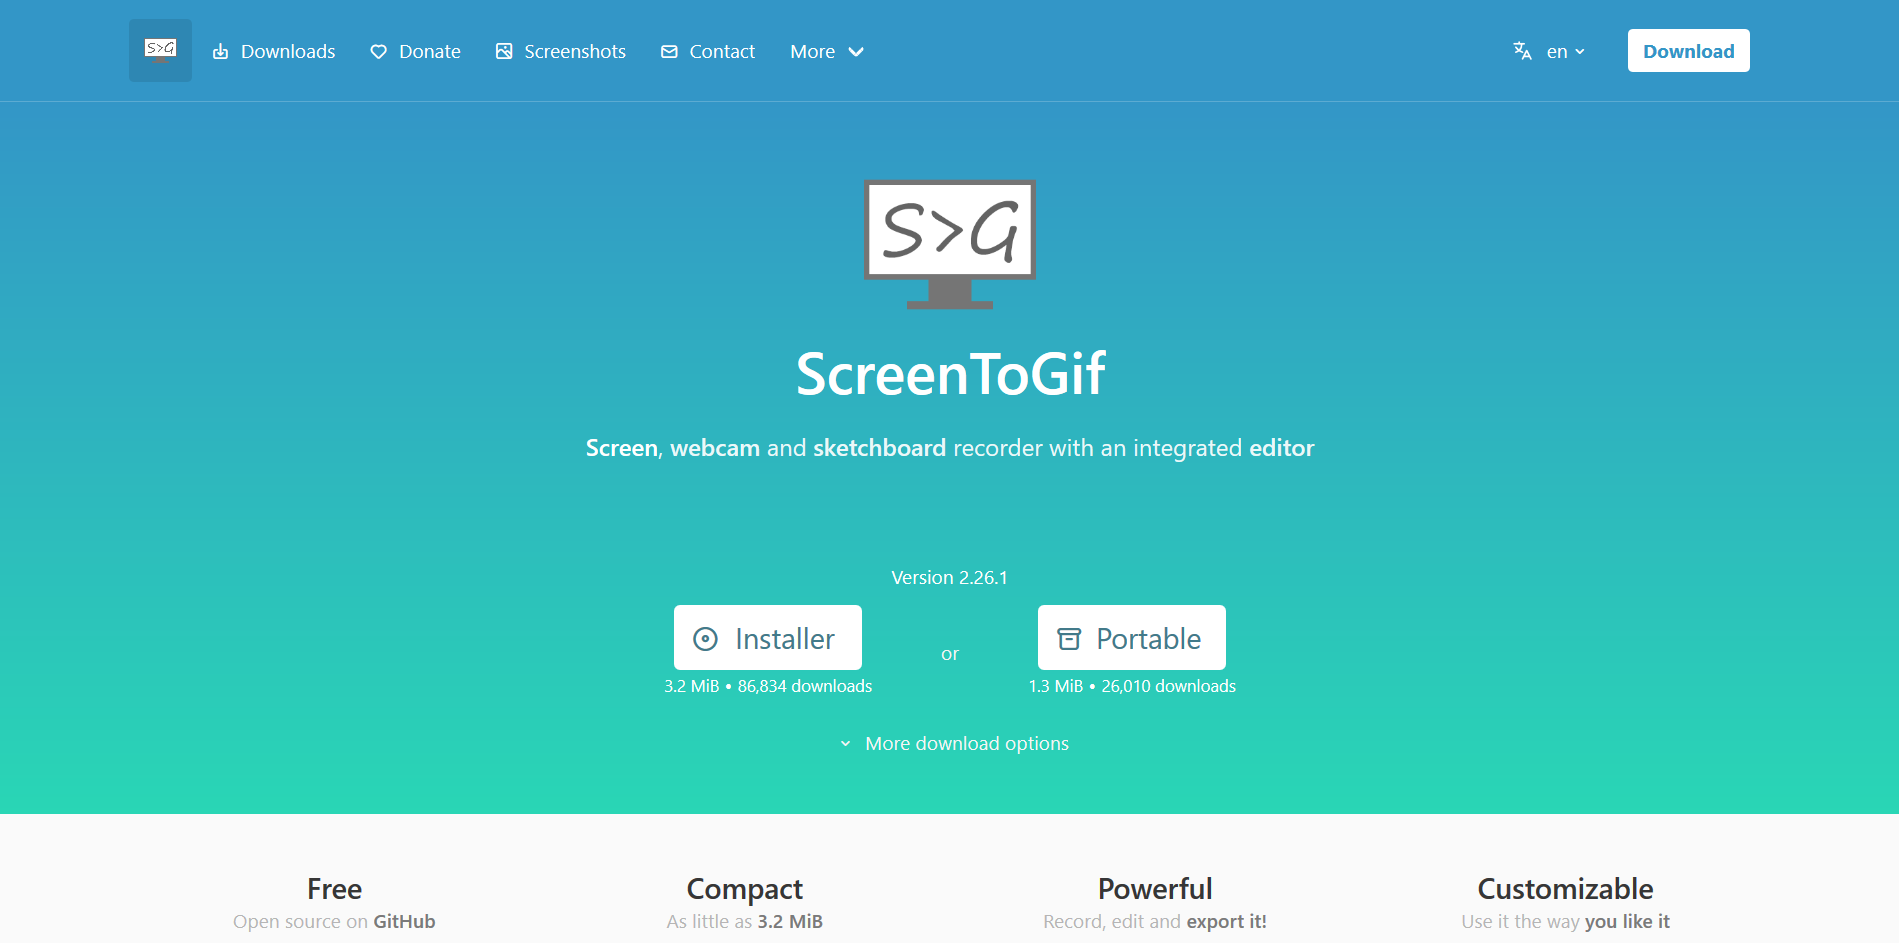 S>G Downloads Donate Screenshots Contact More en Download
S>G
ScreenToGif
Screen, webcam and sketchboard recorder with an integrated editor
Version 2.26.1
Installer or Portable
3.2 MiB • 86,834 downloads 1.3 MiB • 26,010 downloads
More download options
Free Compact Powerful Customizable
Open source on GitHub As little as 3.2 MiB Record, edit and export it! Use it the way you like it